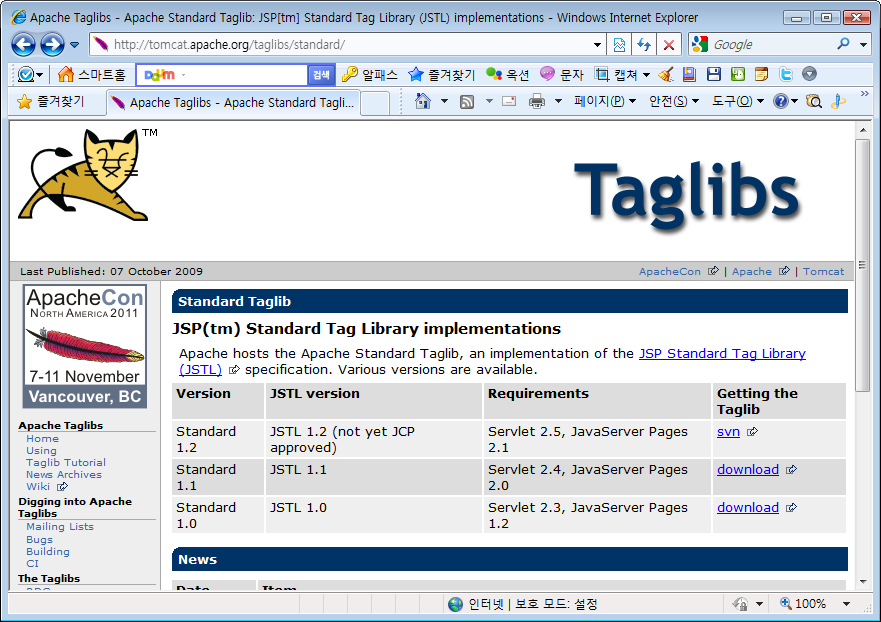 Apache Taglibs - Apache Standard Taglib: JSP[tm] Standard Tag Library (JSTL) implementations - Windows Internet Explorer
http://tomcat.apache.org/taglibs/standard/
Google
스마트홈
Daum
검색
알패스
즐겨찾기
옥션
문자
캡쳐
즐겨찾기
Apache Taglibs - Apache Standard Tagli...
페이지(P)
안전(S)
도구(O)
TM
Taglibs
Last Published: 07 October 2009
ApacheCon | Apache | Tomcat
ApacheCon
NORTH AMERICA 2011
7-11 November
Vancouver, BC
Apache Taglibs
Home
Using
Taglib Tutorial
News Archives
Wiki
Digging into Apache
Taglibs
Mailing Lists
Bugs
Building
CI
The Taglibs
Standard Taglib
JSP(tm) Standard Tag Library implementations
Apache hosts the Apache Standard Taglib, an implementation of the JSP Standard Tag Library
(JSTL) specification. Various versions are available.
Version JSTL version Requirements Getting the
Taglib
Standard JSTL 1.2 (not yet JCP Servlet 2.5, JavaServer Pages svn
1.2 approved) 2.1
Standard JSTL 1.1 Servlet 2.4, JavaServer Pages download
1.1 2.0
Standard JSTL 1.0 Servlet 2.3, JavaServer Pages download
1.0 1.2
News
Date Item
인터넷 | 보호 모드: 설정
100%